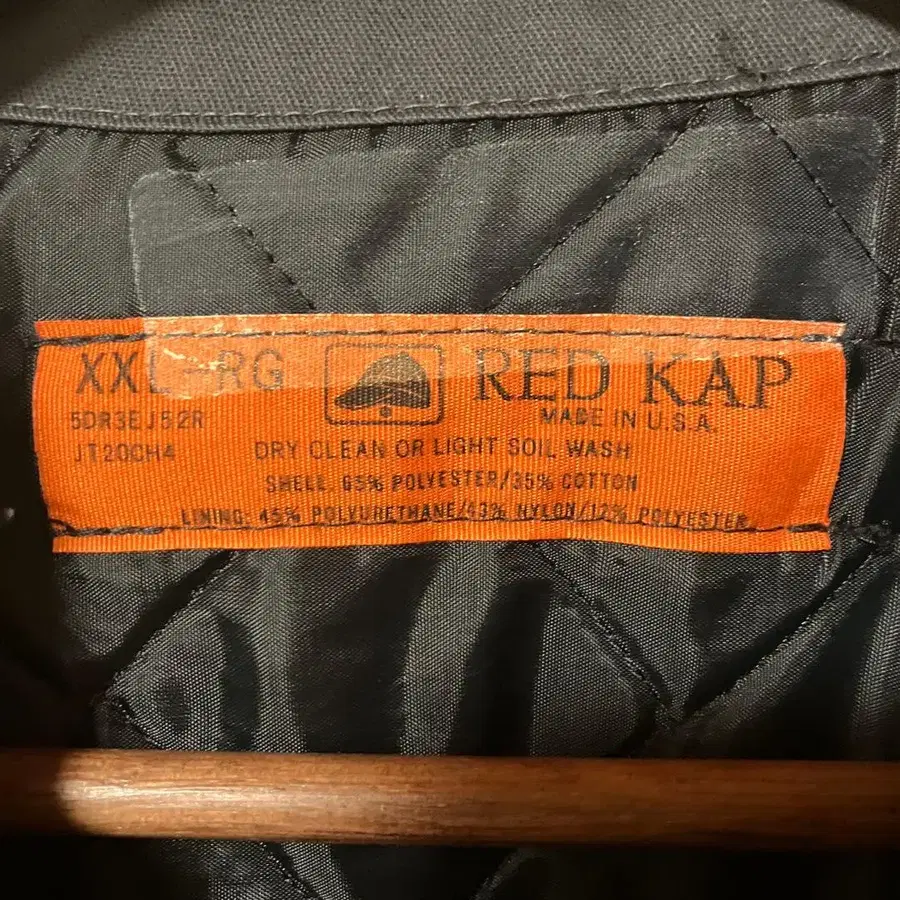 XXL-RG
RED KAP
5DR3EJ52R
MADE IN U.S.A.
JT20CH4
DRY CLEAN OR LIGHT SOIL WASH
SHELL: 65% POLYESTER/35% COTTON
LINING: 45% POLYURETHANE/43% NYLON/12% POLYESTER